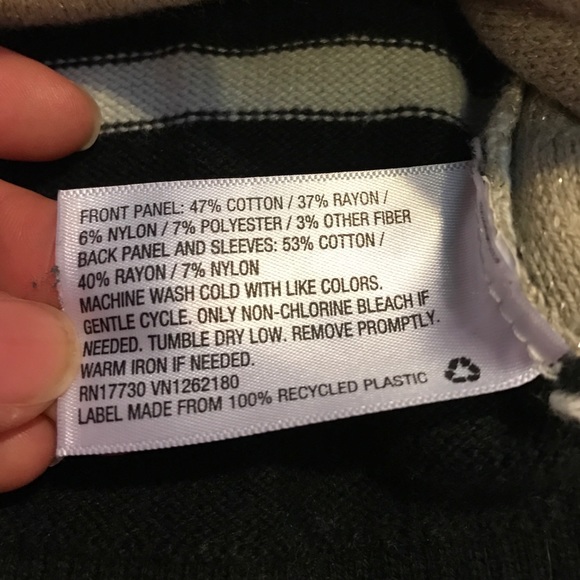 FRONT PANEL: 47% COTTON / 37% RAYON /
6% NYLON / 7% POLYESTER / 3% OTHER FIBER
BACK PANEL AND SLEEVES: 53% COTTON /
40% RAYON / 7% NYLON
MACHINE WASH COLD WITH LIKE COLORS.
GENTLE CYCLE. ONLY NON-CHLORINE BLEACH IF
NEEDED. TUMBLE DRY LOW. REMOVE PROMPTLY.
WARM IRON IF NEEDED.
RN17730 VN1262180
LABEL MADE FROM 100% RECYCLED PLASTIC